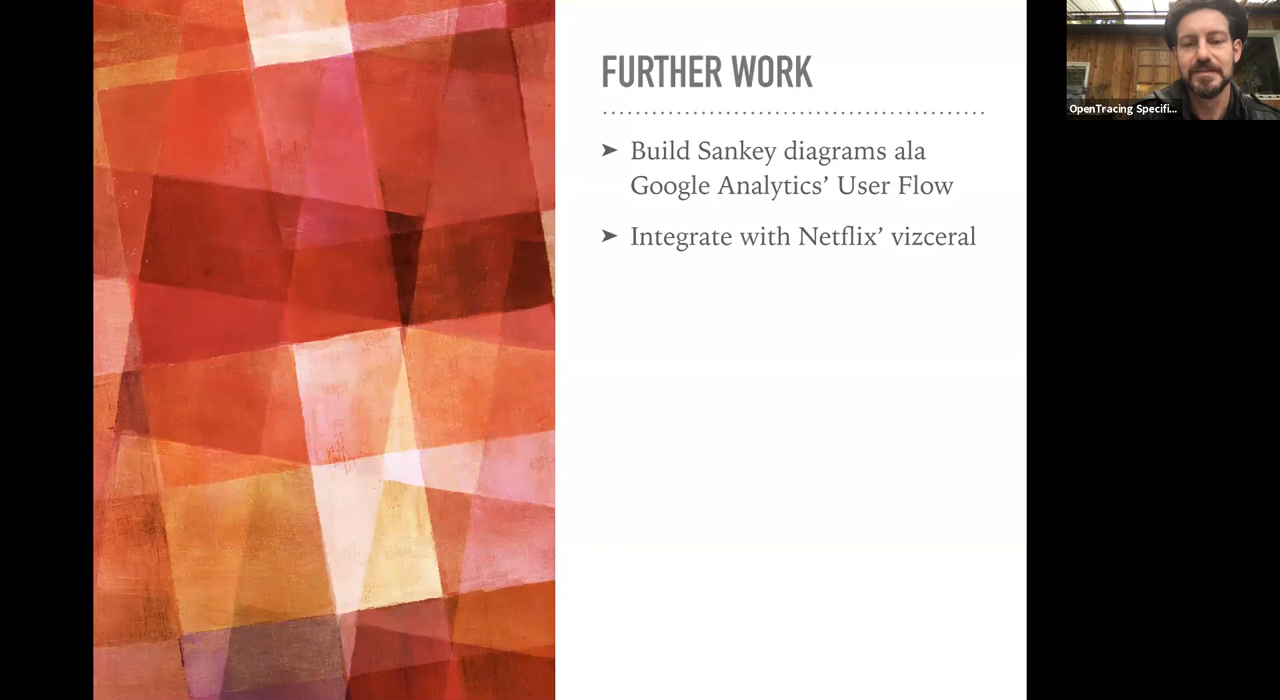 FURTHER WORK
➤ Build Sankey diagrams ala
Google Analytics’ User Flow
➤ Integrate with Netflix’ vizceral
OpenTracing Specifi...